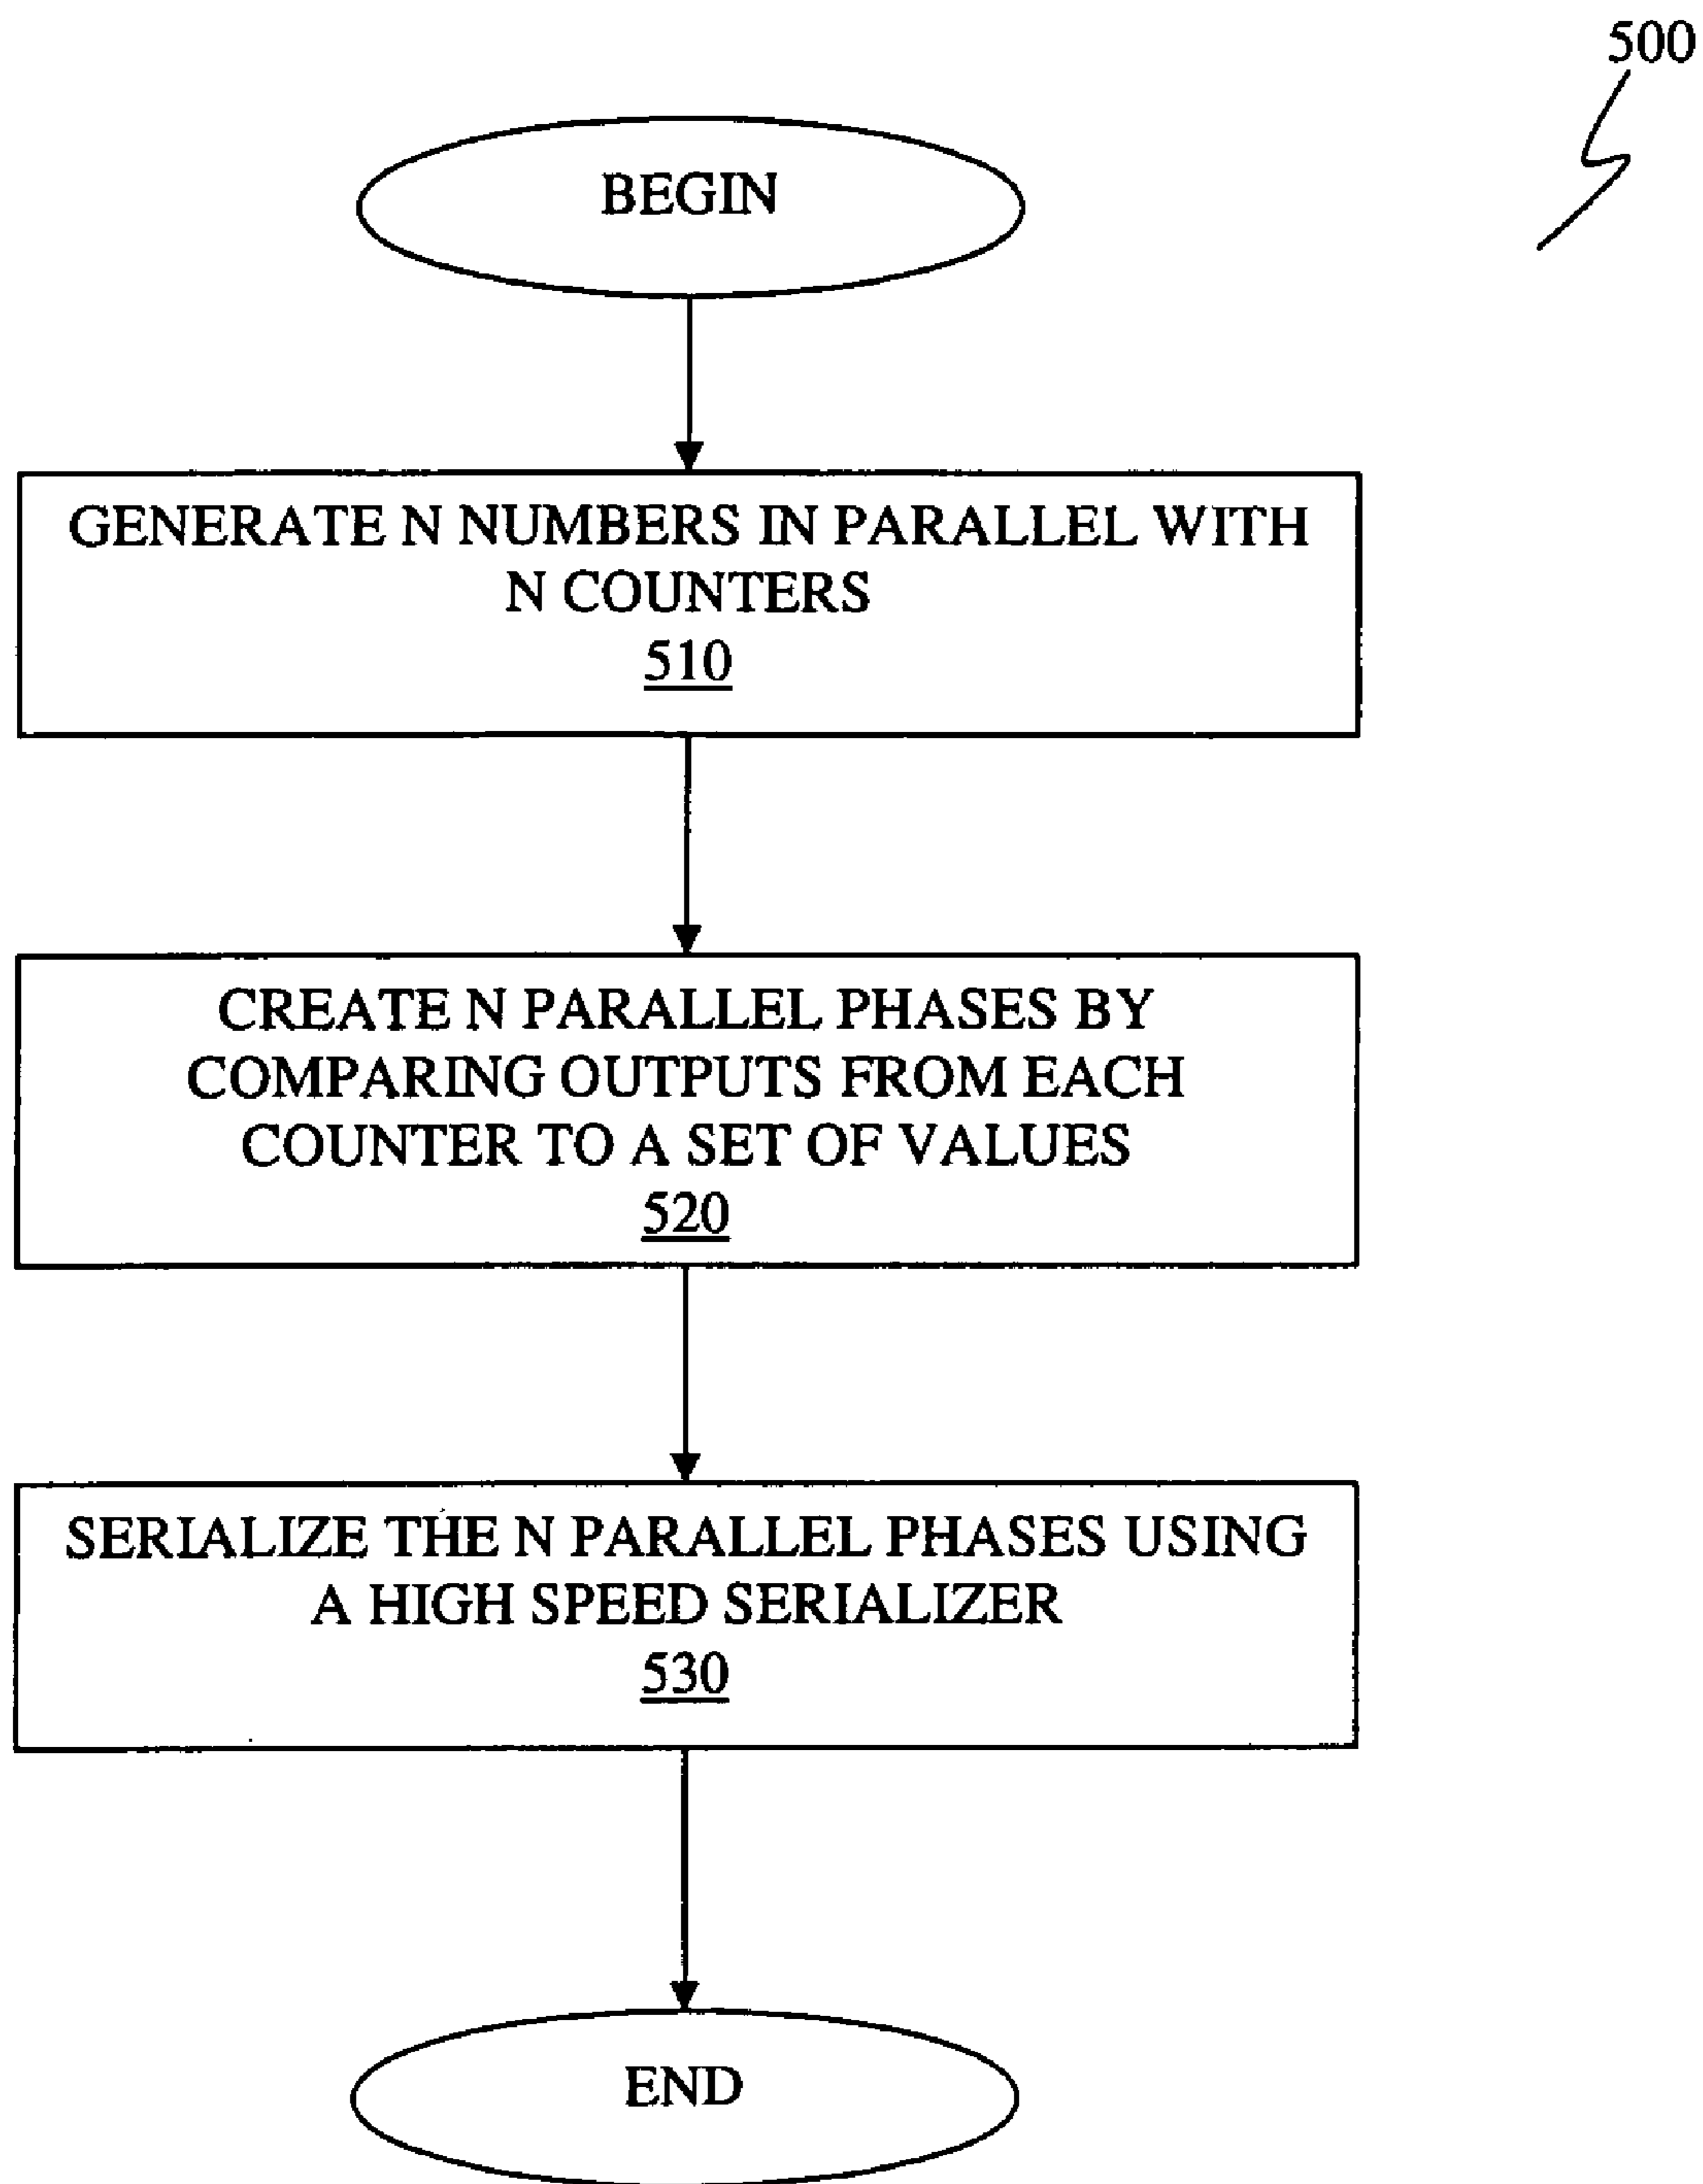 500
BEGIN
GENERATE N NUMBERS IN PARALLEL WITH
N COUNTERS
510
CREATE N PARALLEL PHASES BY
COMPARING OUTPUTS FROM EACH
COUNTER TO A SET OF VALUES
520
SERIALIZE THE N PARALLEL PHASES USING
A HIGH SPEED SERIALIZER
530
END